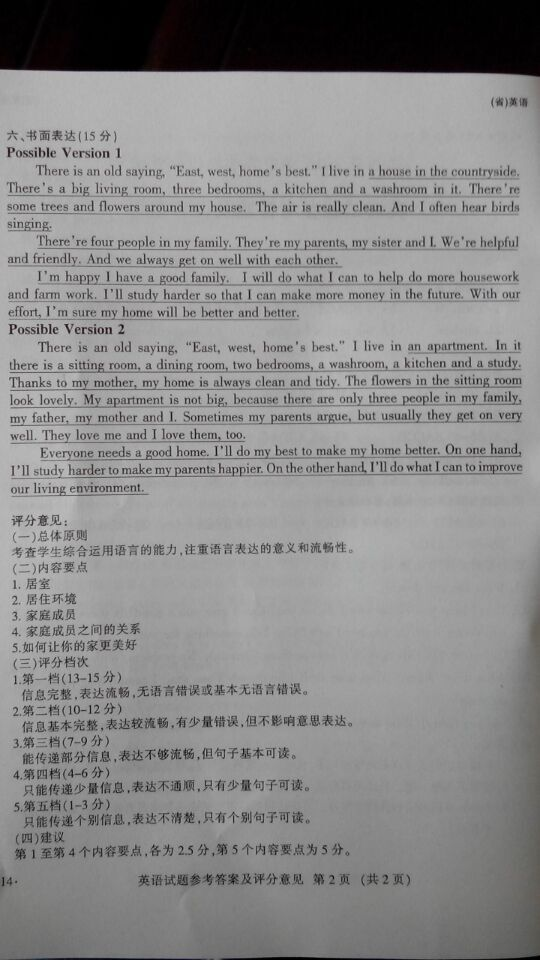 (省)英语
六、书面表达(15 分)
Possible Version 1
There is an old saying, “East, west, home's best.” I live in a house in the countryside.
There's a big living room, three bedrooms, a kitchen and a washroom in it. There're
some trees and flowers around my house. The air is really clean. And I often hear birds
singing.
There're four people in my family. They're my parents, my sister and I. We're helpful
and friendly. And we always get on well with each other.
I'm happy I have a good family. I will do what I can to help do more housework
and farm work. I'll study harder so that I can make more money in the future. With our
effort, I'm sure my home will be better and better.
Possible Version 2
There is an old saying, “East, west, home's best.” I live in an apartment. In it
there is a sitting room, a dining room, two bedrooms, a washroom, a kitchen and a study.
Thanks to my mother, my home is always clean and tidy. The flowers in the sitting room
look lovely. My apartment is not big, because there are only three people in my family,
my father, my mother and I. Sometimes my parents argue, but usually they get on very
well. They love me and I love them, too.
Everyone needs a good home. I'll do my best to make my home better. On one hand,
I'll study harder to make my parents happier. On the other hand, I'll do what I can to improve
our living environment.
评分意见:
(一)总体原则
考查学生综合运用语言的能力,注重语言表达的意义和流畅性。
(二)内容要点
1. 居室
2. 居住环境
3. 家庭成员
4. 家庭成员之间的关系
5.如何让你的家更美好
(三)评分档次
1.第一档(13-15 分)
信息完整,表达流畅,无语言错误或基本无语言错误。
2.第二档(10-12 分)
信息基本完整,表达较流畅,有少量错误,但不影响意思表达。
3.第三档(7-9 分)
能传递部分信息,表达不够流畅,但句子基本可读。
4.第四档(4-6 分)
只能传递少量信息,表达不通顺,只有少量句子可读。
5.第五档(1-3 分)
只能传递个别信息,表达不清楚,只有个别句子可读。
(四)建议
第 1 至第 4 个内容要点,各为 2.5 分,第 5 个内容要点为 5 分。
14· 英语试题参考答案及评分意见 第 2 页 (共 2 页)